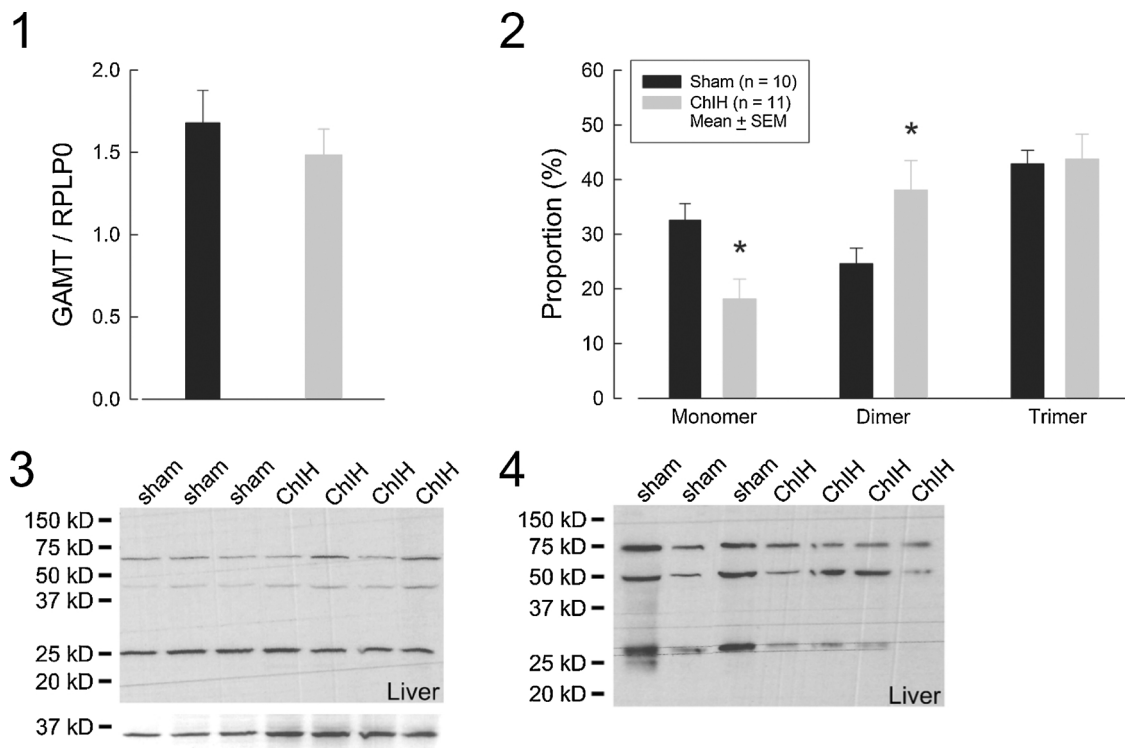 1
2.0
1.5
1.0
0.5
0.0
GAMT / RPLP0
2
60
50
40
30
20
10
0
Proportion (%)
Sham (n = 10)
ChIH (n = 11)
Mean ± SEM
*
*
Monomer Dimer Trimer
3
sham sham sham ChIH ChIH ChIH ChIH
150 kD
75 kD
50 kD
37 kD
25 kD
20 kD
Liver
37 kD
4
sham sham sham ChIH ChIH ChIH ChIH
150 kD
75 kD
50 kD
37 kD
25 kD
20 kD
Liver